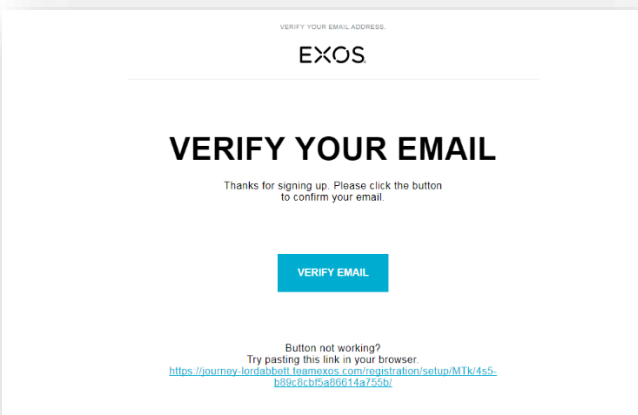 VERIFY YOUR EMAIL ADDRESS.
EXOS
VERIFY YOUR EMAIL
Thanks for signing up. Please click the button
to confirm your email.
VERIFY EMAIL
Button not working?
Try pasting this link in your browser.
https://journey-lordabbett.teamexos.com/registration/setup/MTk/4s5-
b89c8cbf5a86614a755b/